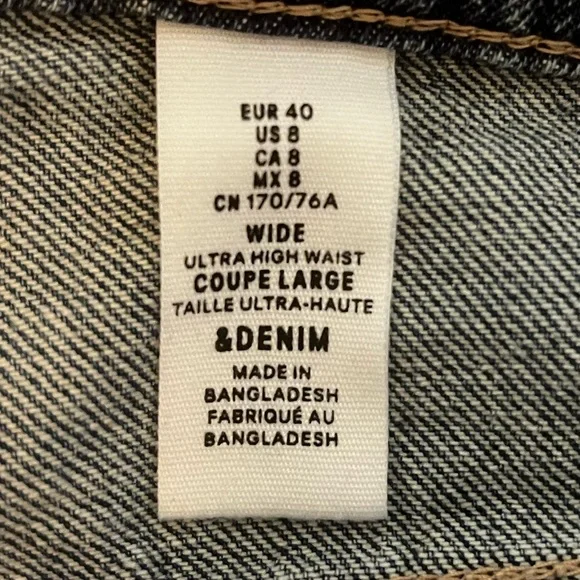 EUR 40
US 8
CA 8
MX 8
CN 170/76A
WIDE
ULTRA HIGH WAIST
COUPE LARGE
TAILLE ULTRA-HAUTE
&DENIM
MADE IN
BANGLADESH
FABRIQUÉ AU
BANGLADESH